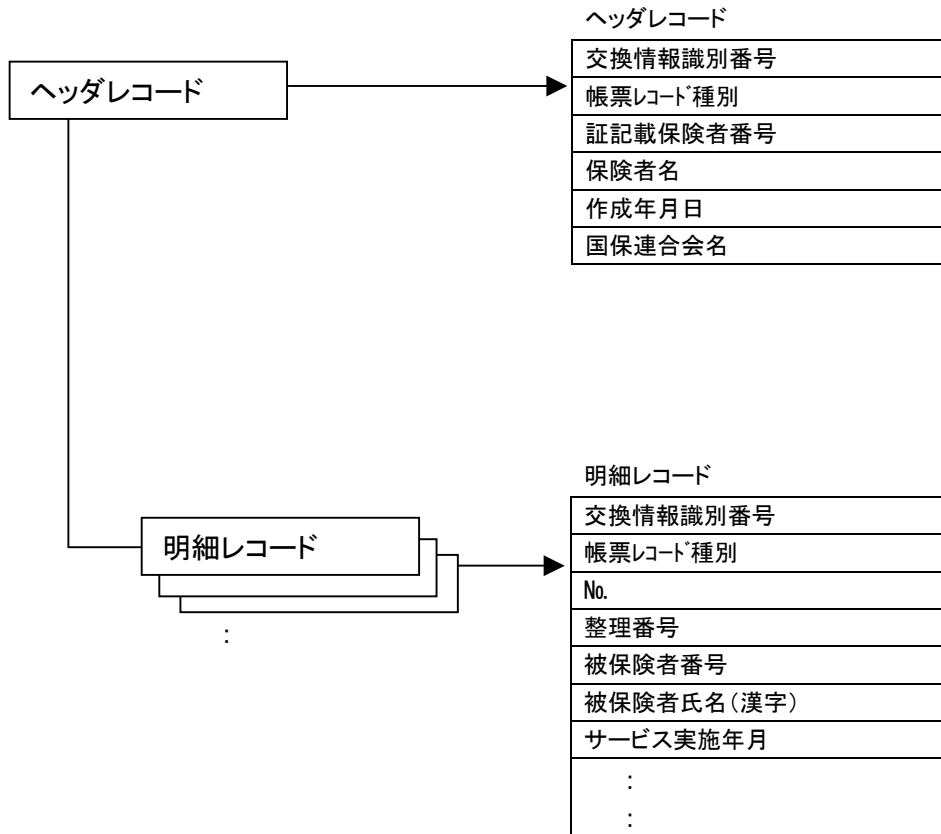 ヘッダレコード
ヘッダレコード
交換情報識別番号
帳票ﾚｺｰﾄﾞ種別
証記載保険者番号
保険者名
作成年月日
国保連合会名
明細レコード
明細レコード
:
交換情報識別番号
帳票ﾚｺｰﾄﾞ種別
№
整理番号
被保険者番号
被保険者氏名(漢字)
サービス実施年月
:
: